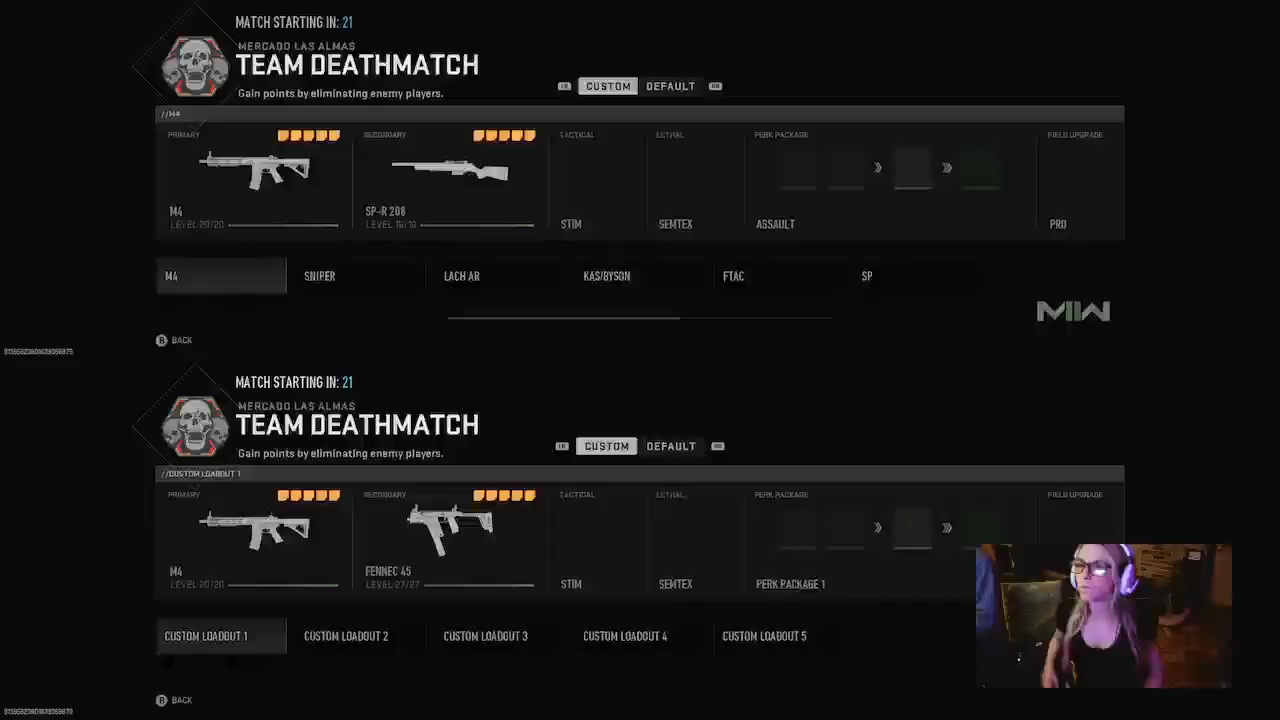 MATCH STARTING IN: 21
MERCADO LAS ALMAS
TEAM DEATHMATCH
Gain points by eliminating enemy players.
LB CUSTOM DEFAULT RB
//M4
PRIMARY SECONDARY TACTICAL LETHAL PERK PACKAGE FIELD UPGRADE
M4 SP-R 208 STIM SEMTEX ASSAULT PRO
LEVEL 20/20
M4 SNIPER LACH AR KAS/BYSON FTAC SP
MW
B BACK
MATCH STARTING IN: 21
MERCADO LAS ALMAS
TEAM DEATHMATCH
Gain points by eliminating enemy players.
LB CUSTOM DEFAULT RB
//CUSTOM LOADOUT 1
PRIMARY SECONDARY TACTICAL LETHAL PERK PACKAGE FIELD UPGRADE
M4 FENNEC 45 STIM SEMTEX PERK PACKAGE 1
LEVEL 20/20 LEVEL 27/27
CUSTOM LOADOUT 1 CUSTOM LOADOUT 2 CUSTOM LOADOUT 3 CUSTOM LOADOUT 4 CUSTOM LOADOUT 5
B BACK